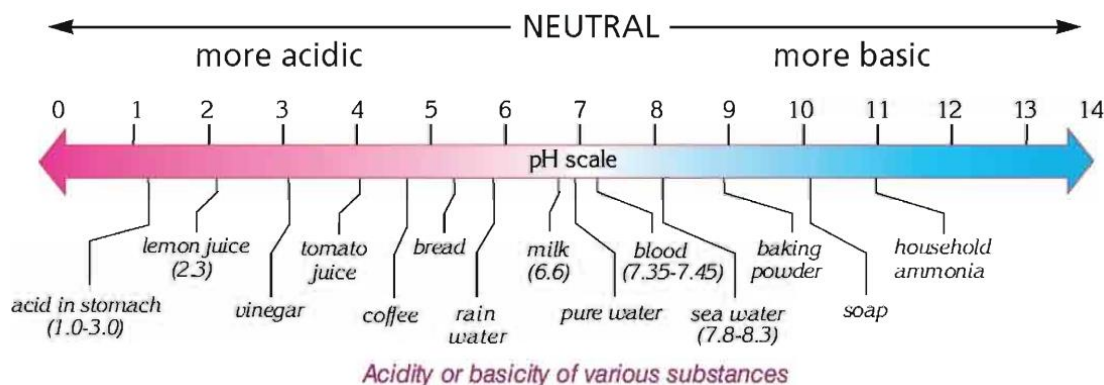 NEUTRAL
more acidic more basic
0 1 2 3 4 5 6 7 8 9 10 11 12 13 14
pH scale
lemon juice
(2.3)
tomato
juice
bread
milk
(6.6)
blood
(7.35-7.45)
baking
powder
household
ammonia
acid in stomach
(1.0-3.0)
vinegar
coffee
rain
water
pure water
sea water
(7.8-8.3)
soap
Acidity or basicity of various substances